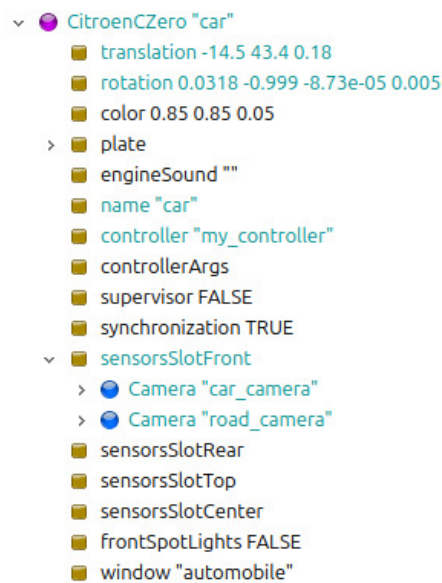 CitroenCZero "car"
translation -14.5 43.4 0.18
rotation 0.0318 -0.999 -8.73e-05 0.005
color 0.85 0.85 0.05
plate
engineSound ""
name "car"
controller "my_controller"
controllerArgs
supervisor FALSE
synchronization TRUE
sensorsSlotFront
Camera "car_camera"
Camera "road_camera"
sensorsSlotRear
sensorsSlotTop
sensorsSlotCenter
frontSpotLights FALSE
window "automobile"